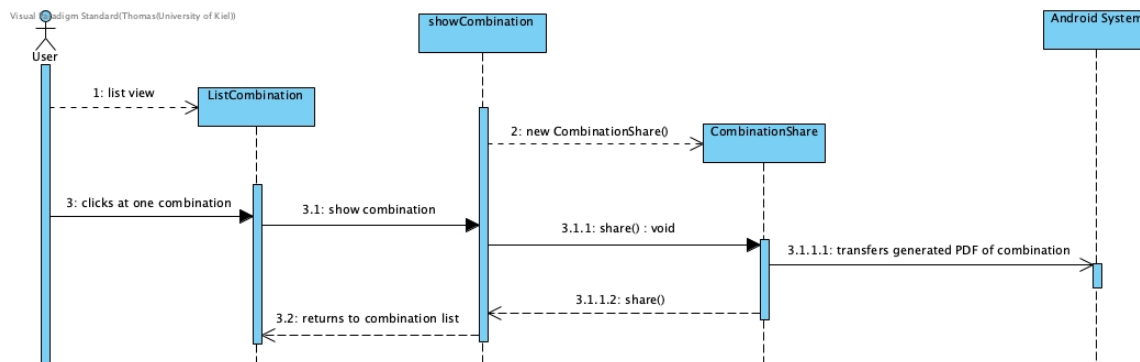 Visual Paradigm Standard(Thomas(University of Kiel))
User
showCombination
Android System
1: list view
ListCombination
2: new CombinationShare()
CombinationShare
3: clicks at one combination
3.1: show combination
3.1.1: share() : void
3.1.1.1: transfers generated PDF of combination
3.1.1.2: share()
3.2: returns to combination list